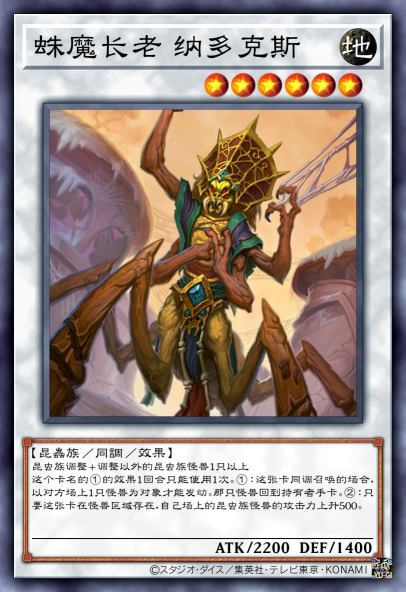 蛛魔长老 纳多克斯
地
【昆蟲族／同調／效果】
昆虫族调整＋调整以外的昆虫族怪兽1只以上
这个卡名的①的效果1回合只能使用1次。①：这张卡同调召唤的场合，
以对方场上1只怪兽为对象才能发动。那只怪兽回到持有者手卡。②：只
要这张卡在怪兽区域存在，自己场上的昆虫族怪兽的攻击力上升500。
ATK/2200 DEF/1400
©スタジオ・ダイス／集英社・テレビ東京・KONAMI